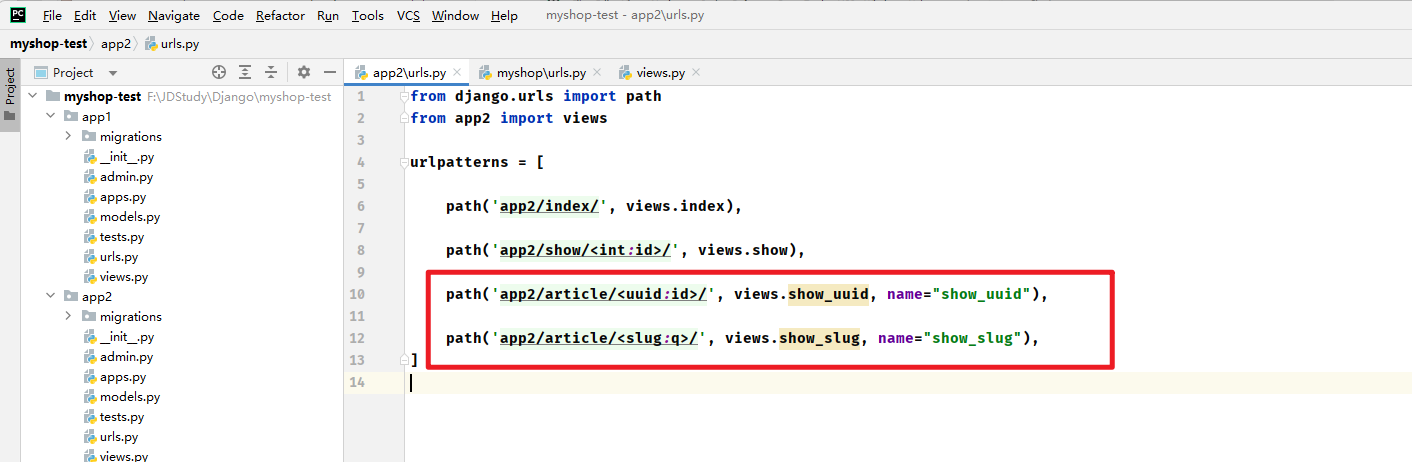 PC File Edit View Navigate Code Refactor Run Tools VCS Window Help myshop-test - app2\urls.py
myshop-test app2 urls.py
Project
Project
app2\urls.py myshop\urls.py views.py
myshop-test F:\JDStudy\Django\myshop-test
app1
migrations
__init__.py
admin.py
apps.py
models.py
tests.py
urls.py
views.py
app2
migrations
__init__.py
admin.py
apps.py
models.py
tests.py
urls.py
views.py
1 from django.urls import path
2 from app2 import views
3
4 urlpatterns = [
5
6 path('app2/index/', views.index),
7
8 path('app2/show/<int:id>/', views.show),
9
10 path('app2/article/<uuid:id>/', views.show_uuid, name="show_uuid"),
11
12 path('app2/article/<slug:q>/', views.show_slug, name="show_slug"),
13 ]
14